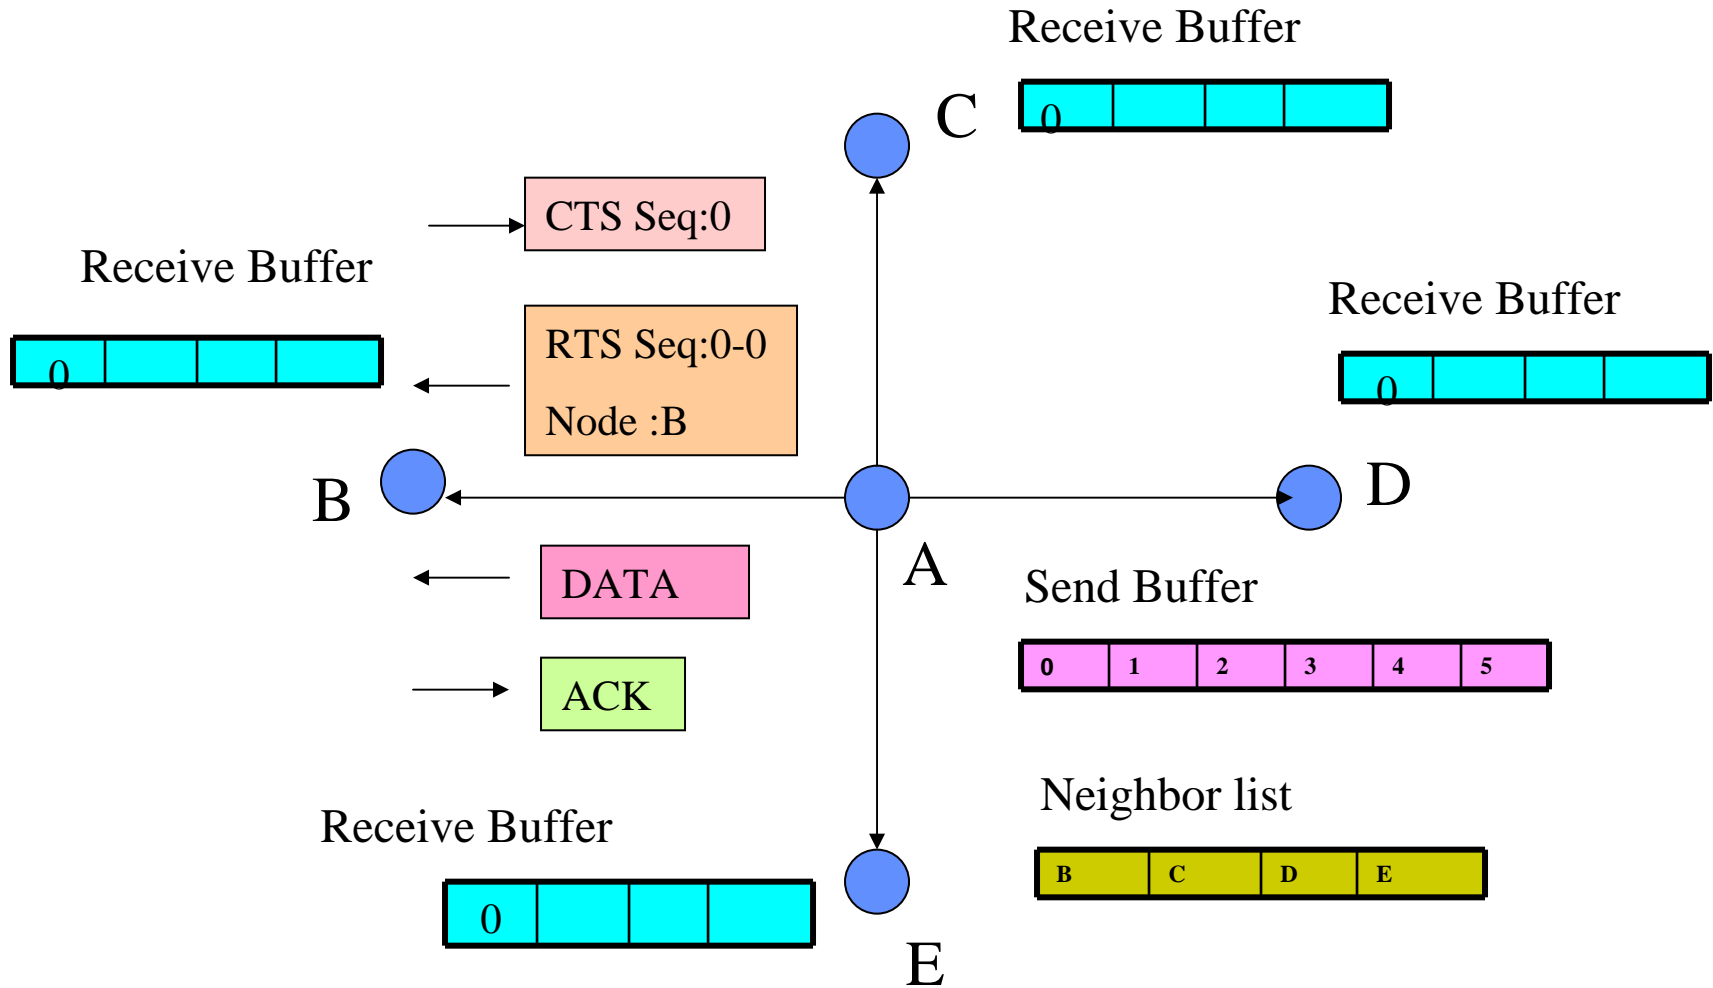 Receive Buffer
C
0
CTS Seq:0
Receive Buffer
0
RTS Seq:0-0
Node :B
Receive Buffer
0
B
D
A
DATA
ACK
Send Buffer
0 1 2 3 4 5
Neighbor list
B C D E
Receive Buffer
0
E